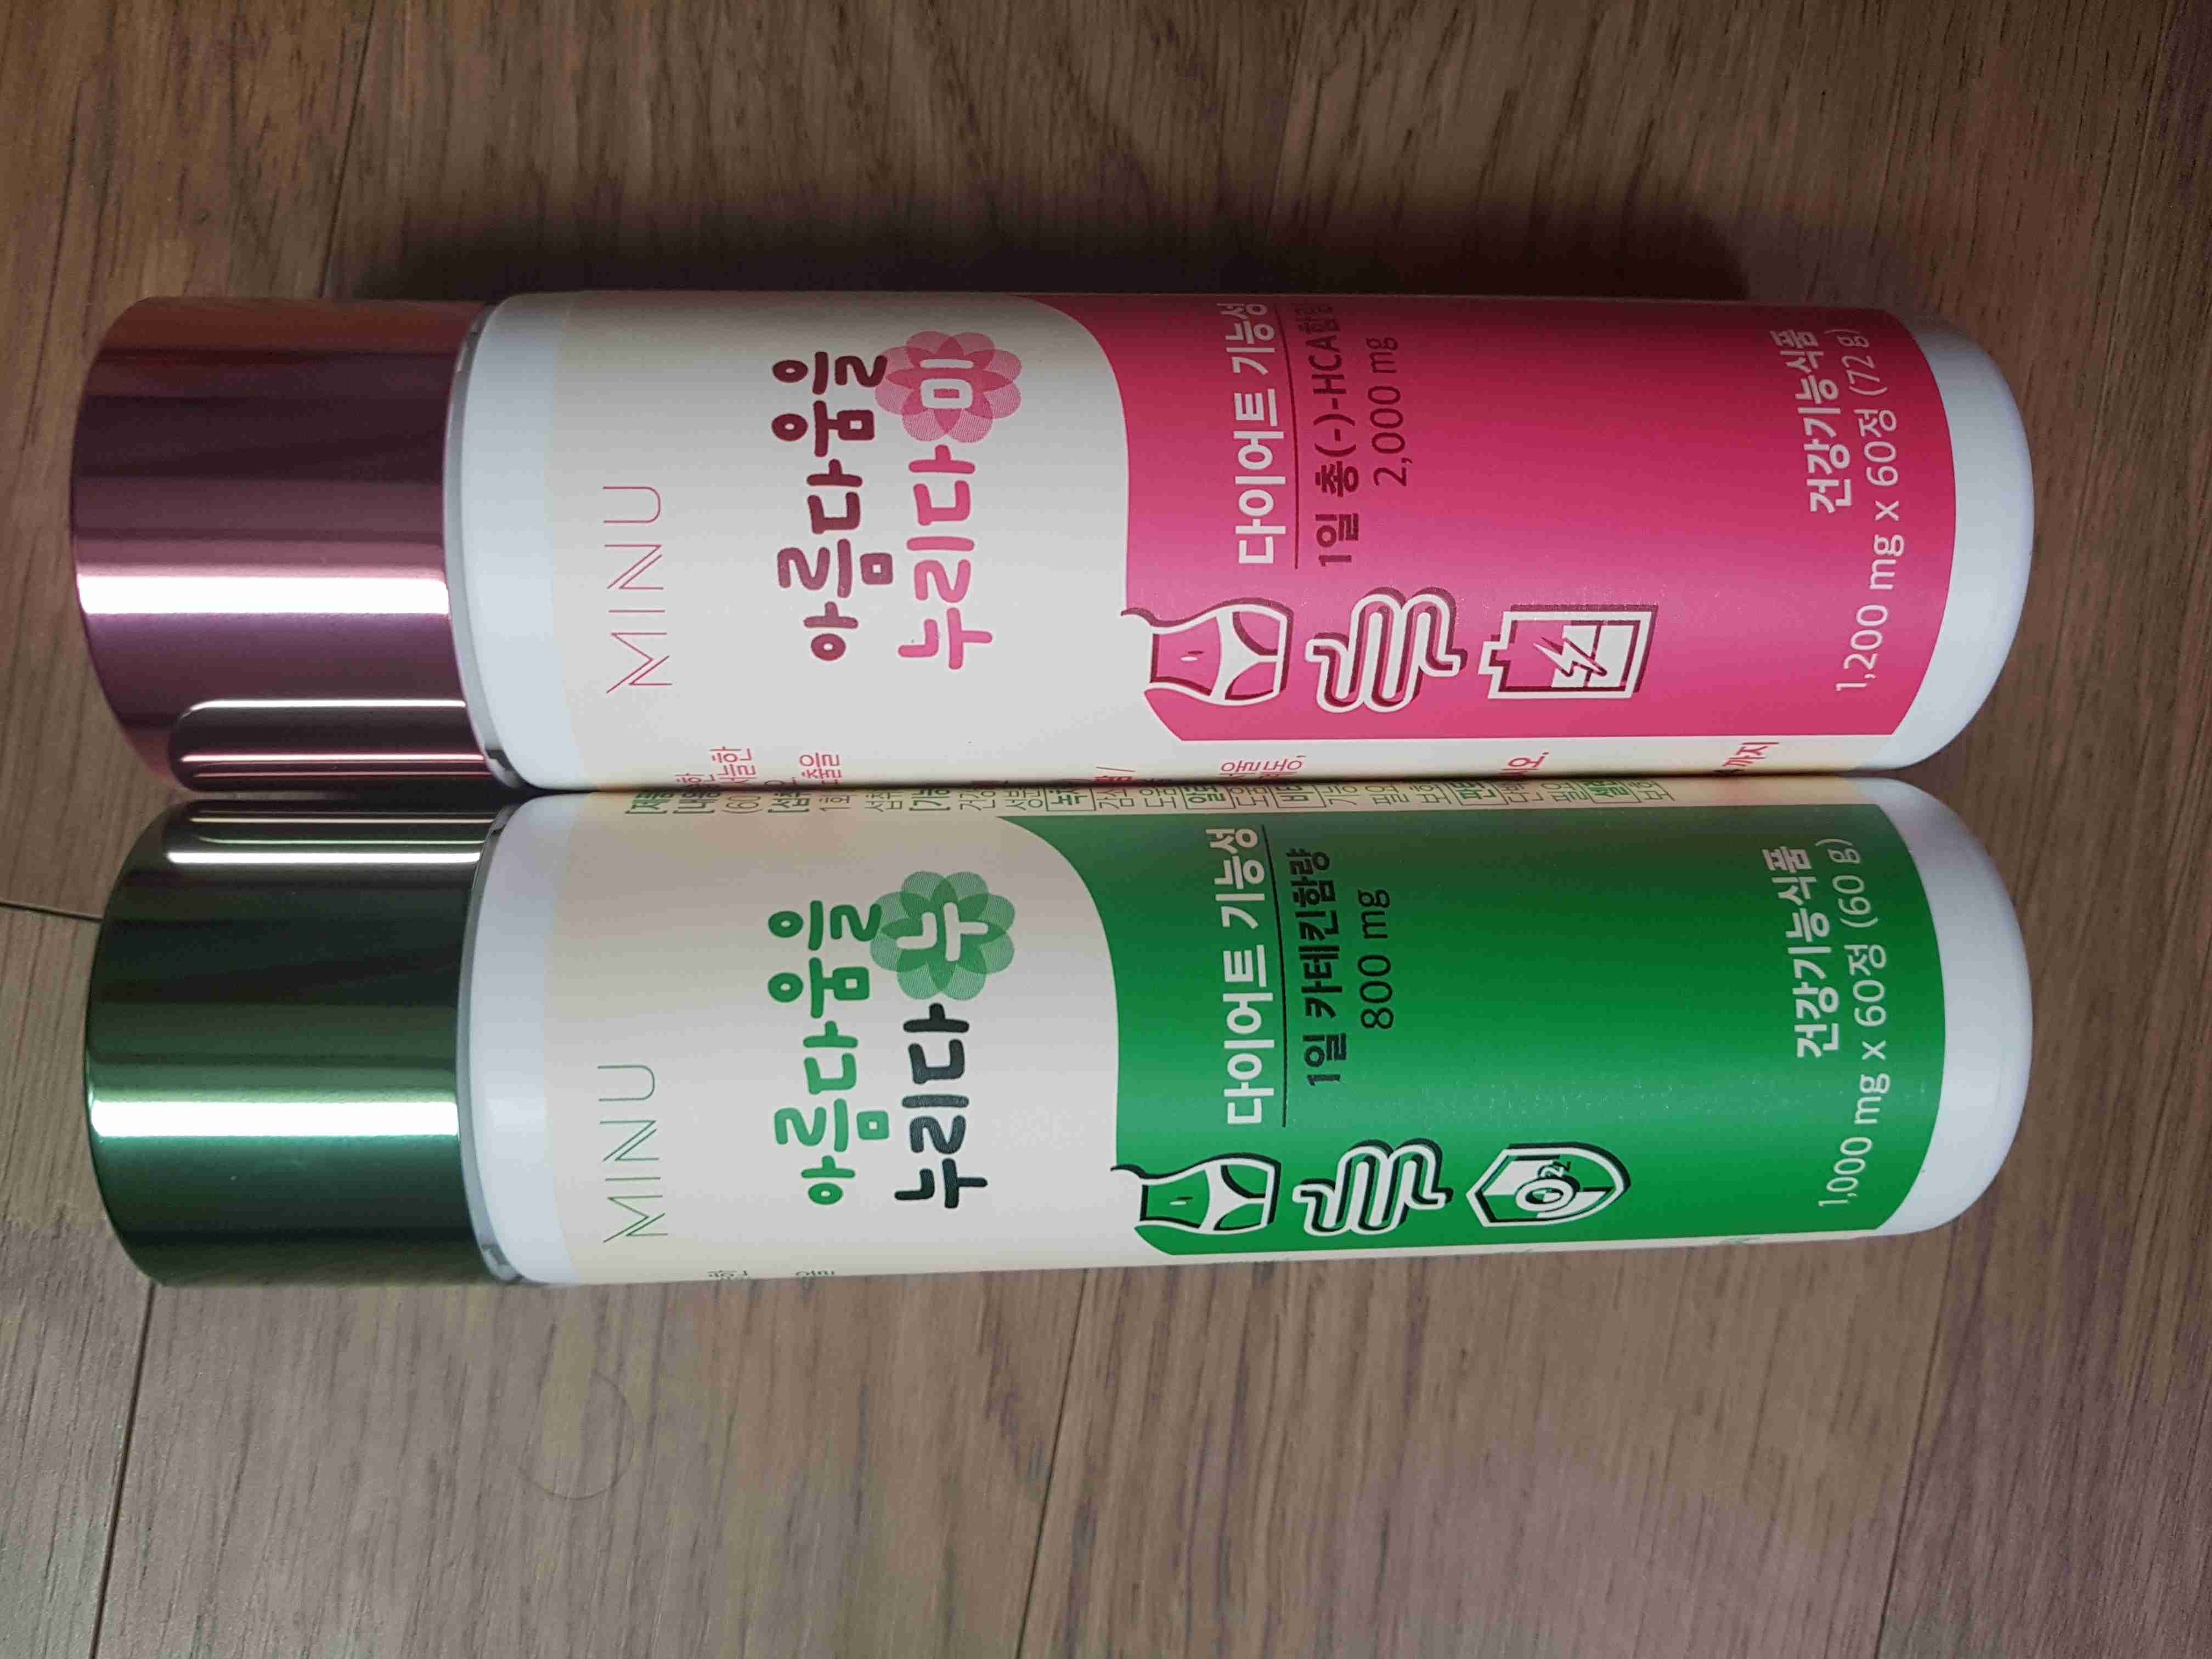 MINU
아름다움을
누리다
누
다이어트 기능성
1일 카테킨함량
800 mg
건강기능식품
1,000 mg x 60정 (60 g)
MINU
아름다움을
누리다
미
다이어트 기능성
1일 총(-)-HCA함량
2,000 mg
건강기능식품
1,200 mg x 60정 (72 g)
까지